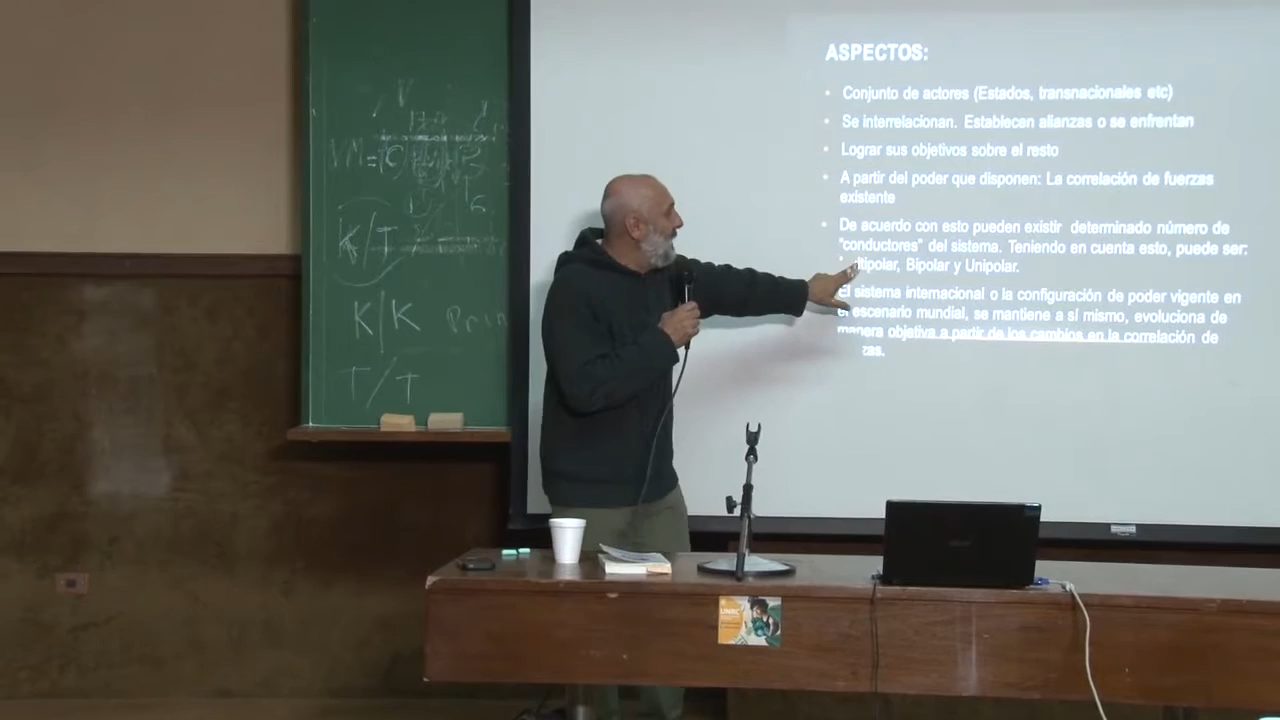 ASPECTOS:
• Conjunto de actores (Estados, transnacionales etc)
• Se interrelacionan. Establecen alianzas o se enfrentan
• Lograr sus objetivos sobre el resto
• A partir del poder que disponen: La correlación de fuerzas
existente
• De acuerdo con esto pueden existir determinado número de
“conductores” del sistema. Teniendo en cuenta esto, puede ser:
Bipolar y Unipolar.
El sistema internacional o la configuración de poder vigente en
el escenario mundial, se mantiene a sí mismo, evoluciona de
manera objetiva a partir de los cambios en la correlación de
V
K/T
K/K
T/T